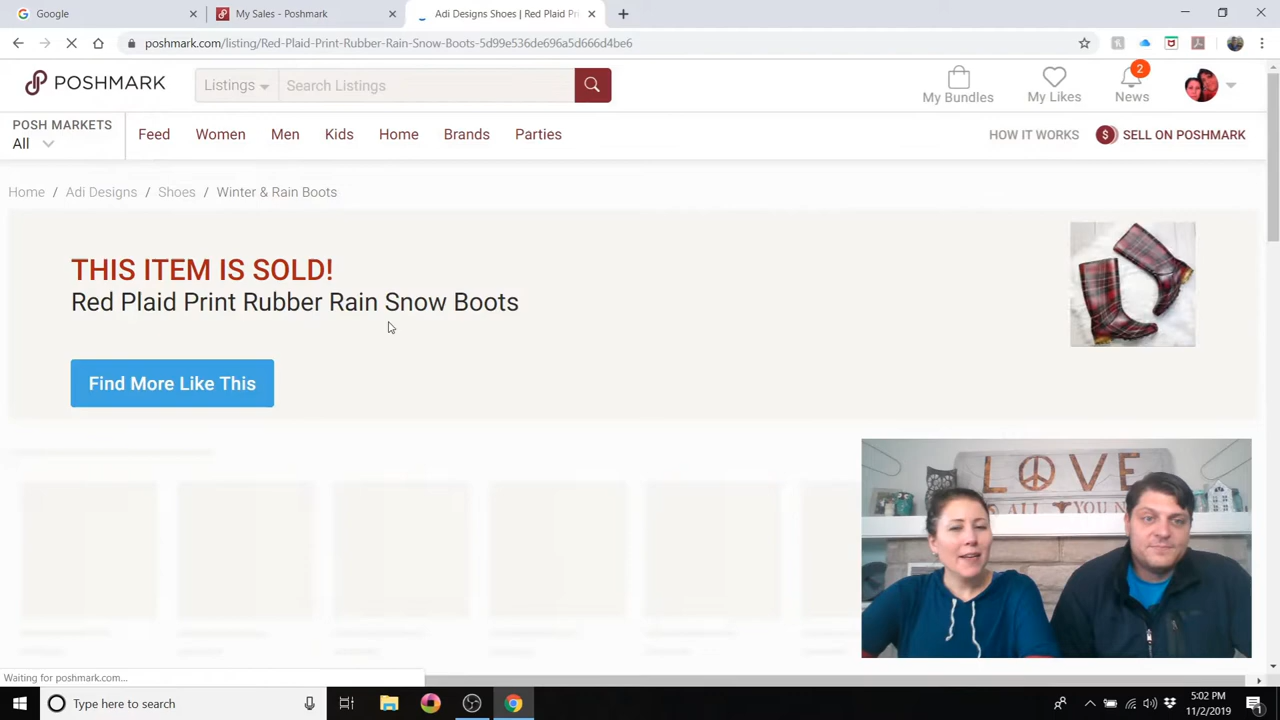 Google
My Sales - Poshmark
Adi Designs Shoes | Red Plaid Pri
poshmark.com/listing/Red-Plaid-Print-Rubber-Rain-Snow-Boots-5d99e536de696a5d666d4be6
POSHMARK
Listings
Search Listings
My Bundles
My Likes
2
News
POSH MARKETS
All
Feed
Women
Men
Kids
Home
Brands
Parties
HOW IT WORKS
$ SELL ON POSHMARK
Home / Adi Designs / Shoes / Winter & Rain Boots
THIS ITEM IS SOLD!
Red Plaid Print Rubber Rain Snow Boots
Find More Like This
LOVE
ALL YOU N
Waiting for poshmark.com...
Type here to search
5:02 PM
11/2/2019
1